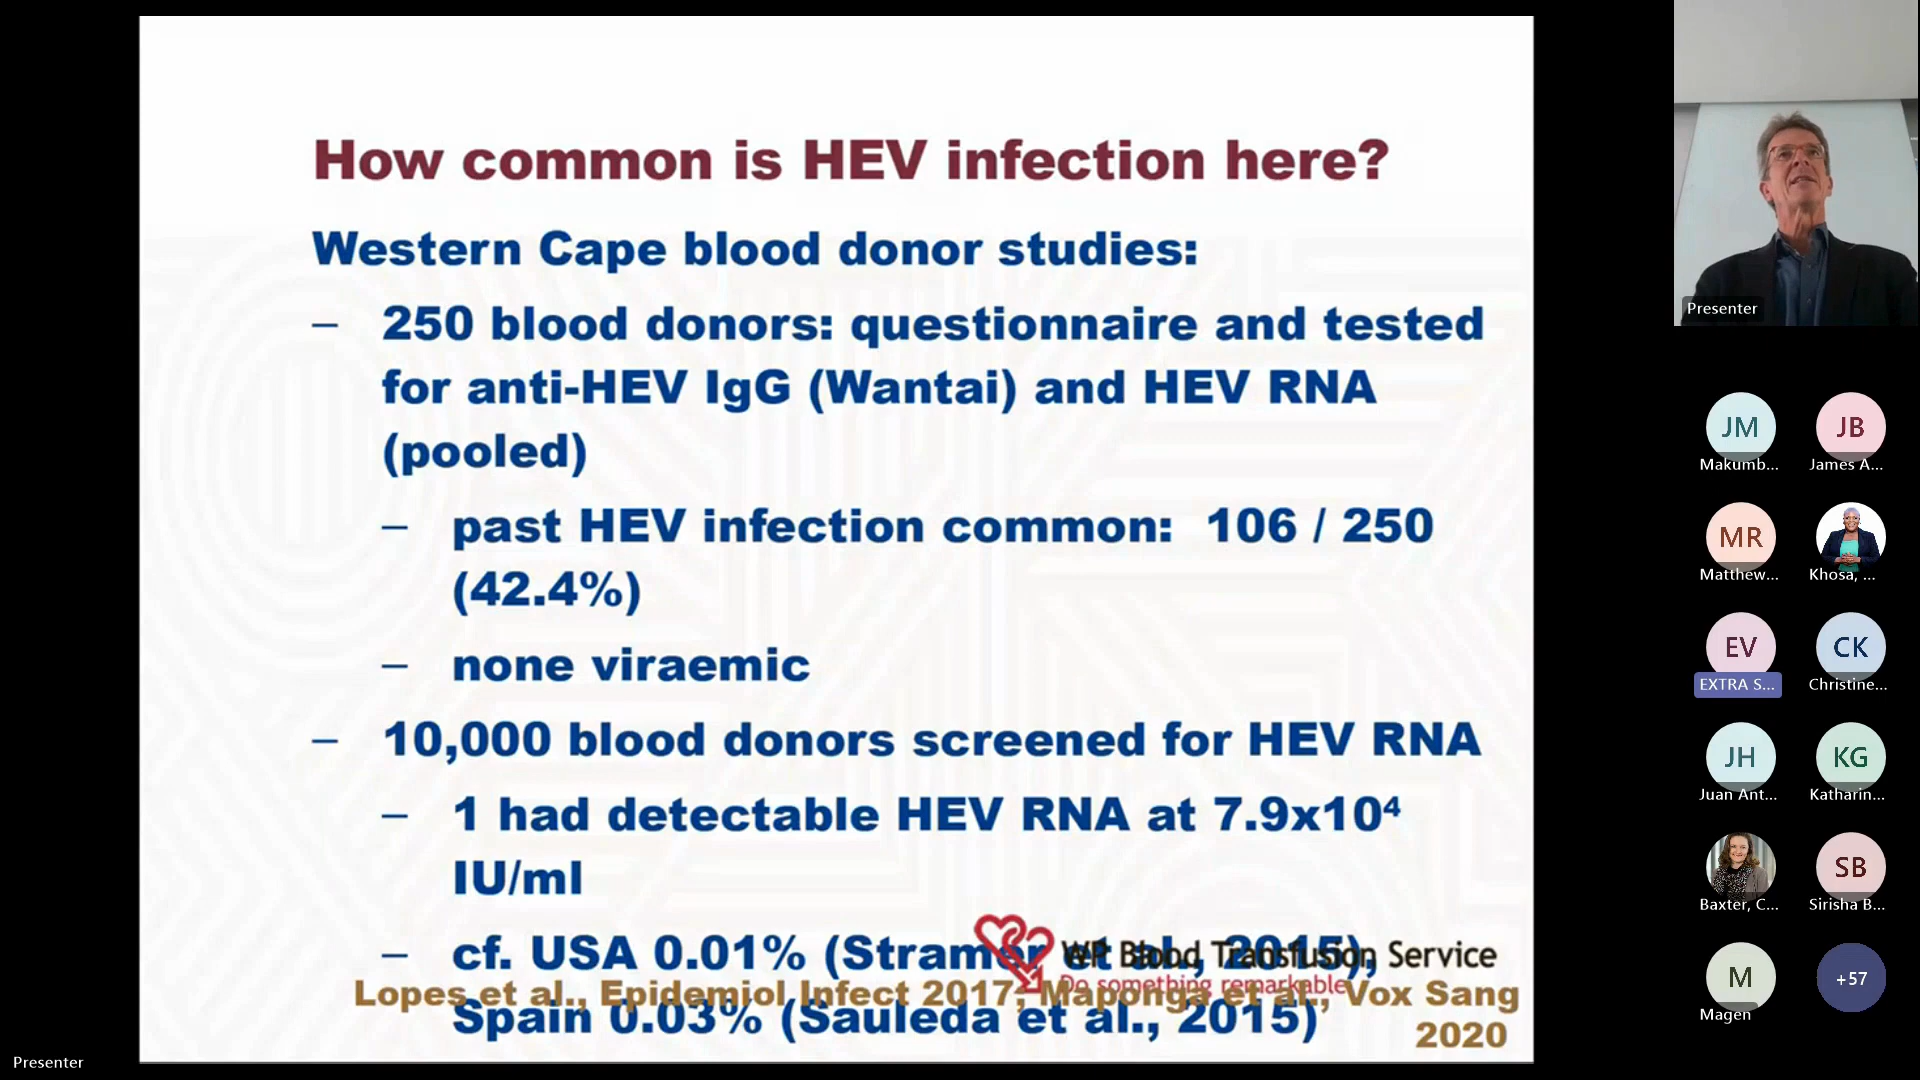 How common is HEV infection here?
Western Cape blood donor studies:
– 250 blood donors: questionnaire and tested
for anti-HEV IgG (Wantai) and HEV RNA
(pooled)
– past HEV infection common: 106 / 250
(42.4%)
– none viraemic
– 10,000 blood donors screened for HEV RNA
– 1 had detectable HEV RNA at 7.9x10⁴
IU/ml
– cf. USA 0.01% (Stramer et al., 2015),
WP Blood Transfusion Service
Do something remarkable
Spain 0.03% (Sauleda et al., 2015)
Lopes et al., Epidemiol Infect 2017; Maponga et al., Vox Sang
2020
Presenter
Presenter
JM
Makumb...
JB
James A...
MR
Matthew...
Khosa, ...
EV
EXTRA S...
CK
Christine...
JH
Juan Ant...
KG
Katharin...
Baxter, C...
SB
Sirisha B...
M
Magen
+57